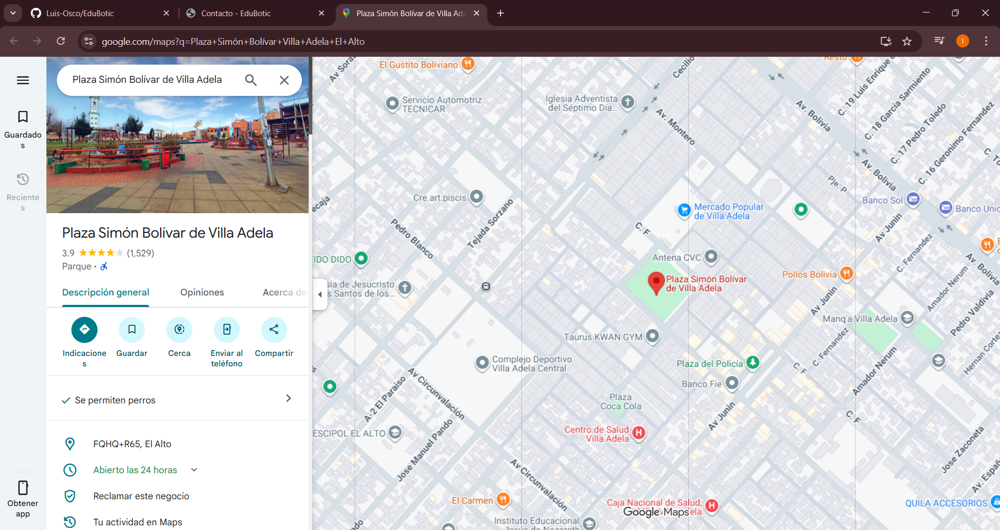 Luis-Osco/EduBotic
Contacto - EduBotic
Plaza Simón Bolívar de Villa Ade
google.com/maps?q=Plaza+Simón+Bolívar+Villa+Adela+El+Alto
I
Plaza Simón Bolívar de Villa Adela
Guardado
s
Reciente
s
Obtener
app
Plaza Simón Bolívar de Villa Adela
3.9 (1,529)
Parque ·
Descripción general
Opiniones
Acerca de
Indicacione
s
Guardar
Cerca
Enviar al
teléfono
Compartir
Se permiten perros
FQHQ+R65, El Alto
Abierto las 24 horas
Reclamar este negocio
Tu actividad en Maps
Av Sora
El Gustito Boliviano
Cecilio
Resto
Servicio Automotriz
TECNICAR
Iglesia Adventista
del Séptimo Día...
Av. Montero
Av. Bolivia
C. 19 Luis Enrique
C. 18 Garcia Sarmiento
C. 17 Pedro Toledo
C. 16 Geronimo Fernandez
C. To
Av. Bolivia
Pje. P
Cre.art.piscis
ecaja
Tejada Sorzano
Pedro Blanco
Mercado Popular
de Villa Adela
Banco Sol
Banco Unic
C. F
Av Junin
FIDO DIDO
Antena CVC
C. Fernandez
Av. Bolivia
Pollos Bolivia
Plaza Simón Bolívar
de Villa Adela
sia de Jesucristo
s Santos de los...
Av Junin
Amador Nerum
Pedro Valdivia
Manq'a Villa Adela
Taurus KWAN GYM
C. Fernandez
Hernan Cortez
Complejo Deportivo
Villa Adela Central
Plaza del Policía
C. F
Amador Nerum
Banco Fie
Av Circunvalación
A-2 El Paraiso
Plaza
Coca Cola
Av Junin
C. F
ESCIPOL EL ALTO
Centro de Salud
Villa Adela
Jose Manuel Pando
Jose Zaconeta
Av. Españ
Av Circunvalación
El Carmen
Caja Nacional de Salud,
Google Maps
ela
QUILA ACCESORIOS
Instituto Educacional
Jesús de Nazareth
ndo